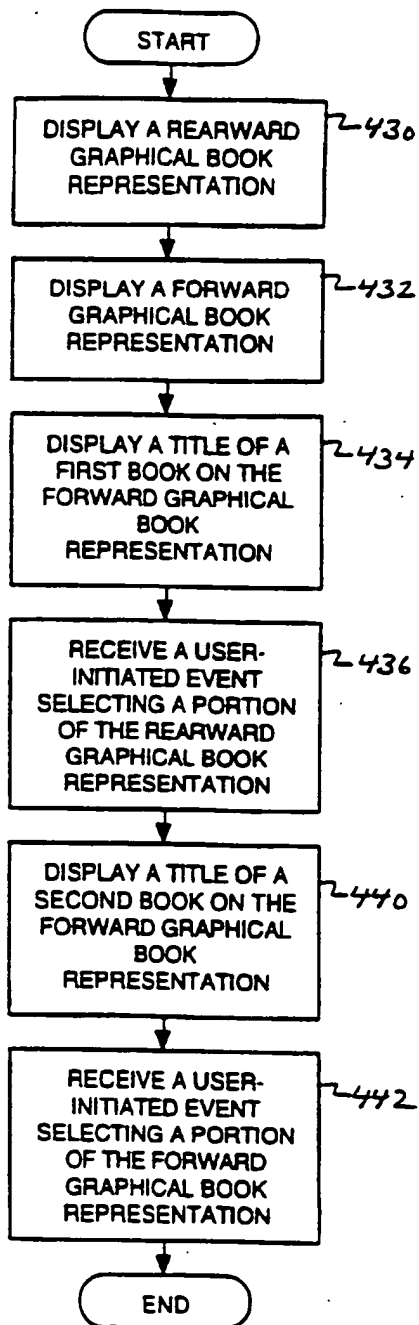 START
DISPLAY A REARWARD
GRAPHICAL BOOK
REPRESENTATION
430
DISPLAY A FORWARD
GRAPHICAL BOOK
REPRESENTATION
432
DISPLAY A TITLE OF A
FIRST BOOK ON THE
FORWARD GRAPHICAL
BOOK
REPRESENTATION
434
RECEIVE A USER-
INITIATED EVENT
SELECTING A PORTION
OF THE REARWARD
GRAPHICAL BOOK
REPRESENTATION
436
DISPLAY A TITLE OF A
SECOND BOOK ON THE
FORWARD GRAPHICAL
BOOK
REPRESENTATION
440
RECEIVE A USER-
INITIATED EVENT
SELECTING A PORTION
OF THE FORWARD
GRAPHICAL BOOK
REPRESENTATION
442
END